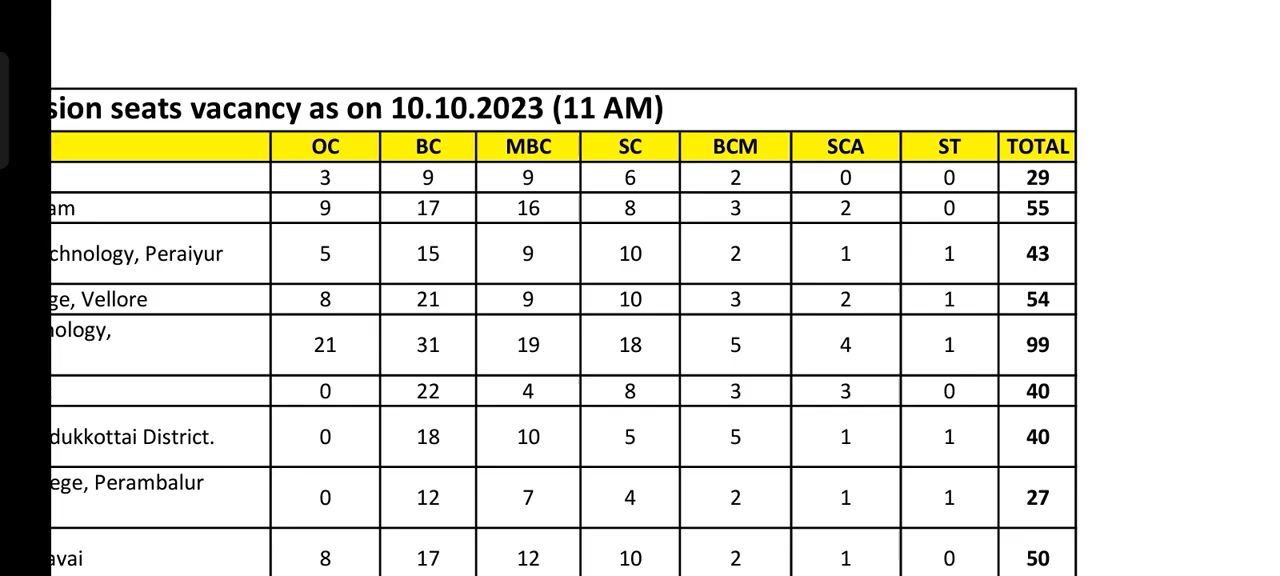 sion seats vacancy as on 10.10.2023 (11 AM)
OC BC MBC SC BCM SCA ST TOTAL
3 9 9 6 2 0 0 29
am 9 17 16 8 3 2 0 55
chnology, Peraiyur 5 15 9 10 2 1 1 43
ge, Vellore 8 21 9 10 3 2 1 54
nology,
21 31 19 18 5 4 1 99
0 22 4 8 3 3 0 40
dukkottai District. 0 18 10 5 5 1 1 40
ege, Perambalur
0 12 7 4 2 1 1 27
avai 8 17 12 10 2 1 0 50